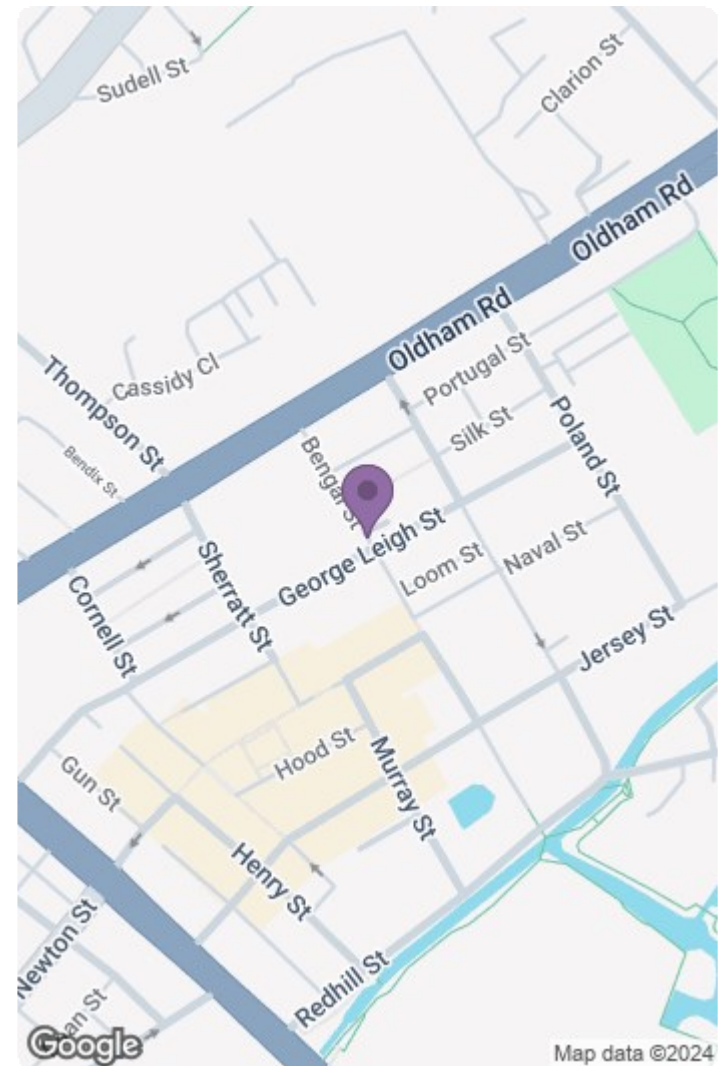 Sudell St
Clarion St
Oldham Rd
Oldham Rd
Portugal St
Cassidy Cl
Thompson St
Silk St
Poland St
Bendix St
Bengal St
George Leigh St
Naval St
Loom St
Sherratt St
Cornell St
Jersey St
Hood St
Murray St
Gun St
Henry St
Newton St
St
Redhill St
Google
Map data ©2024